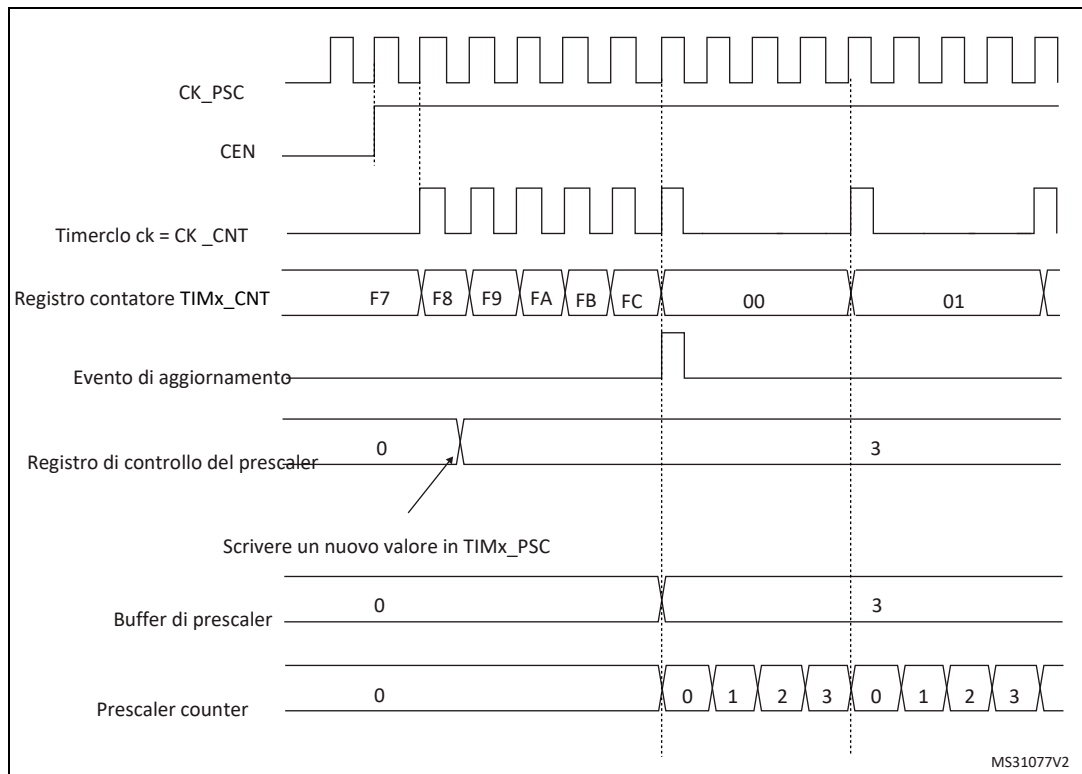 CK_PSC
CEN
Timerclo ck = CK _CNT
Registro contatore TIMx_CNT F7 F8 F9 FA FB FC 00 01
Evento di aggiornamento
Registro di controllo del prescaler 0 3
Scrivere un nuovo valore in TIMx_PSC
Buffer di prescaler 0 3
Prescaler counter 0 0 1 2 3 0 1 2 3
MS31077V2